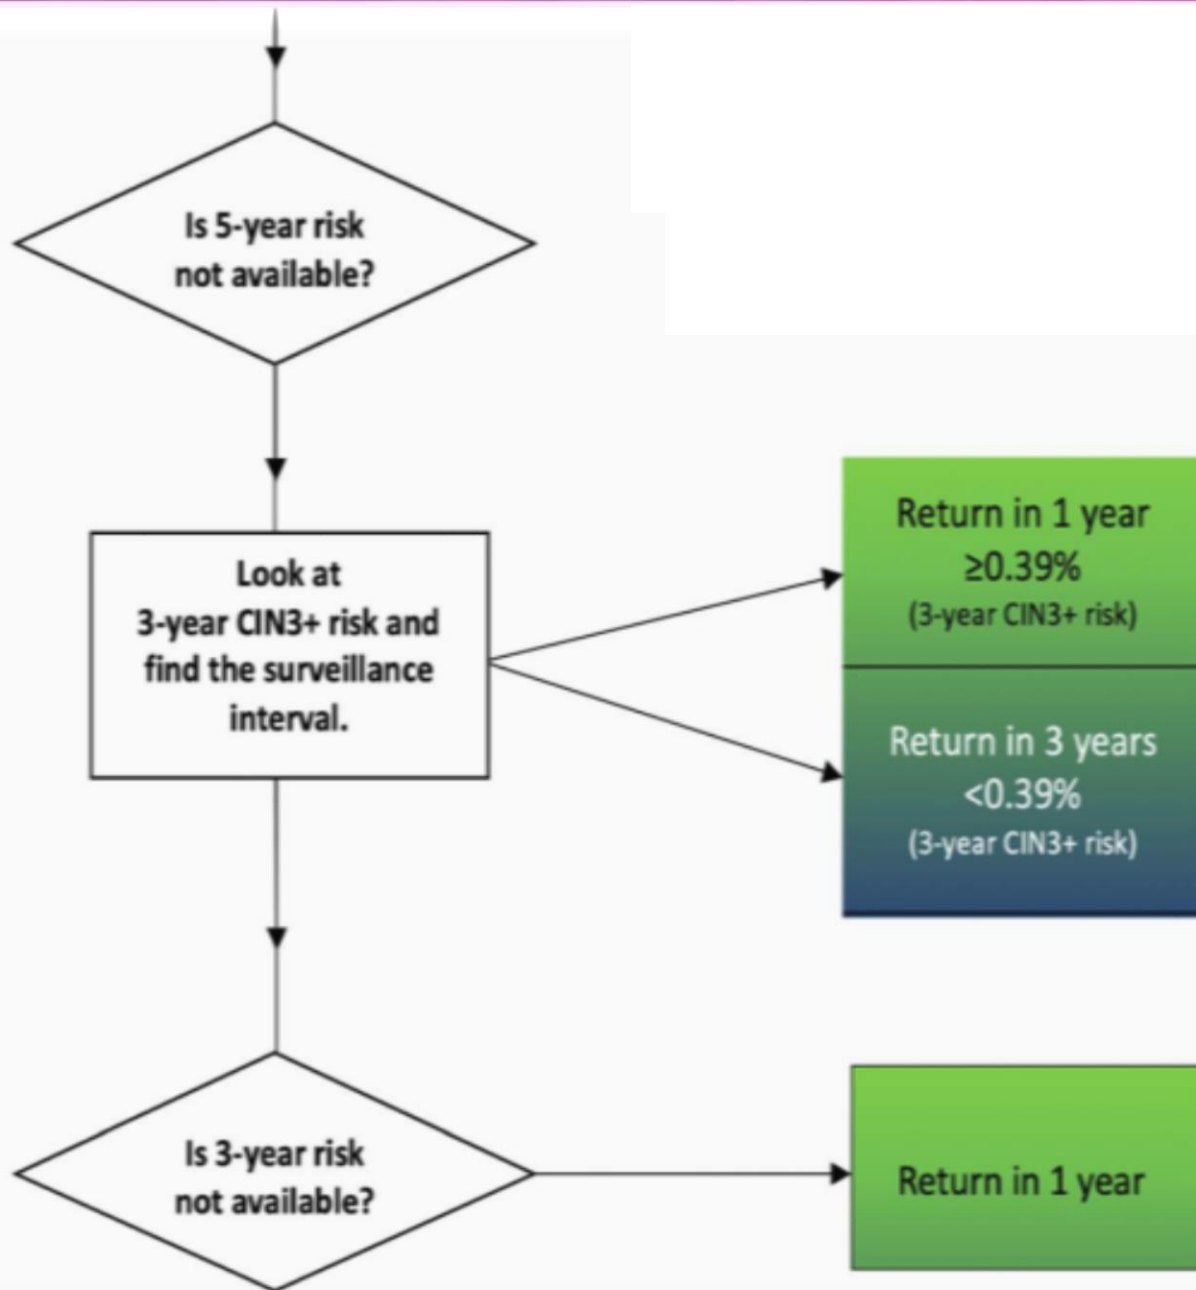 Is 5-year risk
not available?
Look at
3-year CIN3+ risk and
find the surveillance
interval.
Return in 1 year
≥0.39%
(3-year CIN3+ risk)
Return in 3 years
<0.39%
(3-year CIN3+ risk)
Is 3-year risk
not available?
Return in 1 year